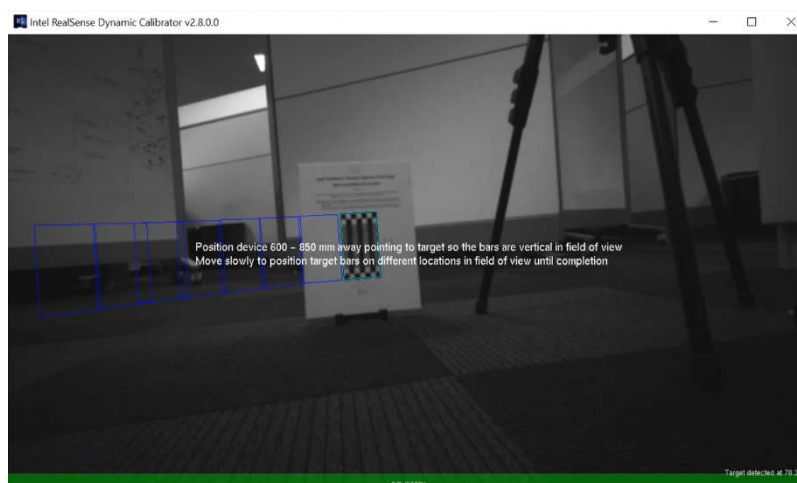 Intel RealSense Dynamic Calibrator v2.8.0.0
Position device 600 – 850 mm away pointing to target so the bars are vertical in field of view
Move slowly to position target bars on different locations in field of view until completion
Target detected at 78.3